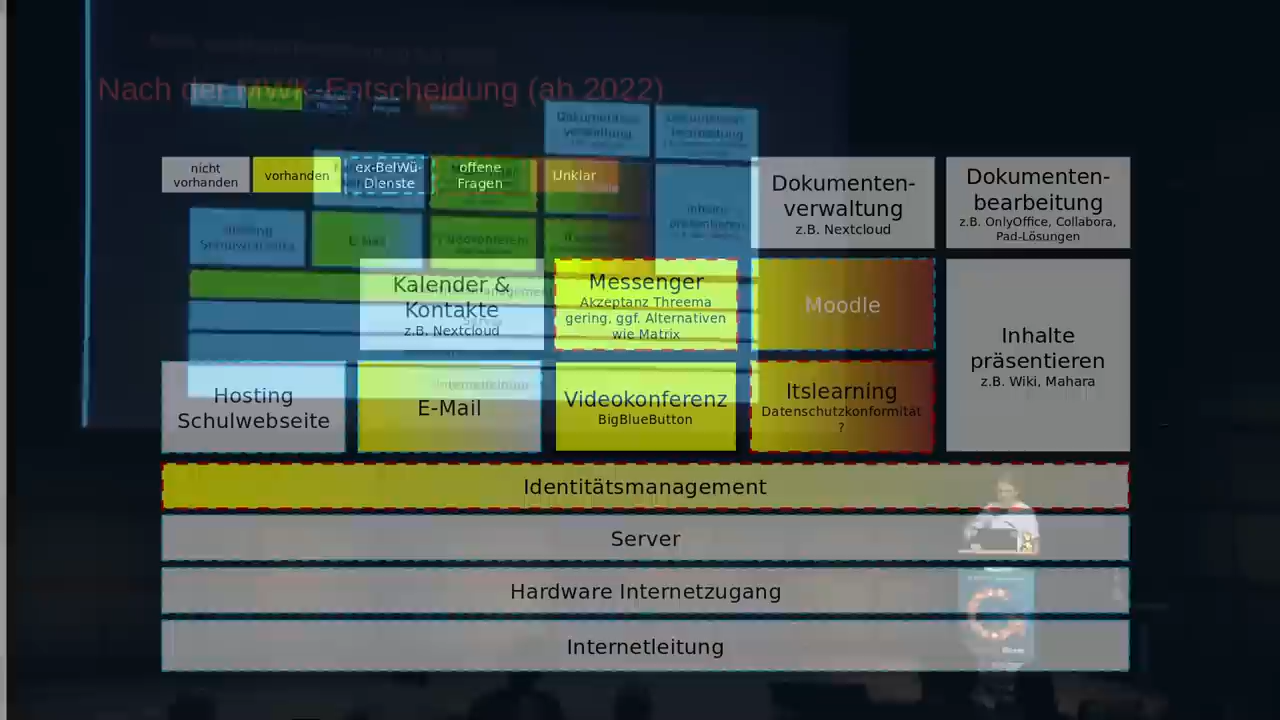 Nach der MWK-Entscheidung (ab 2022)
nicht
vorhanden
vorhanden
ex-BelWü-
Dienste
offene
Fragen
Unklar
Dokumenten-
verwaltung
z.B. Nextcloud
Dokumenten-
bearbeitung
z.B. OnlyOffice, Collabora,
Pad-Lösungen
Kalender &
Kontakte
z.B. Nextcloud
Messenger
Akzeptanz Threema
gering, ggf. Alternativen
wie Matrix
Moodle
Inhalte
präsentieren
z.B. Wiki, Mahara
Hosting
Schulwebseite
E-Mail
Videokonferenz
BigBlueButton
Itslearning
Datenschutzkonformität
?
Identitätsmanagement
Server
Hardware Internetzugang
Internetleitung